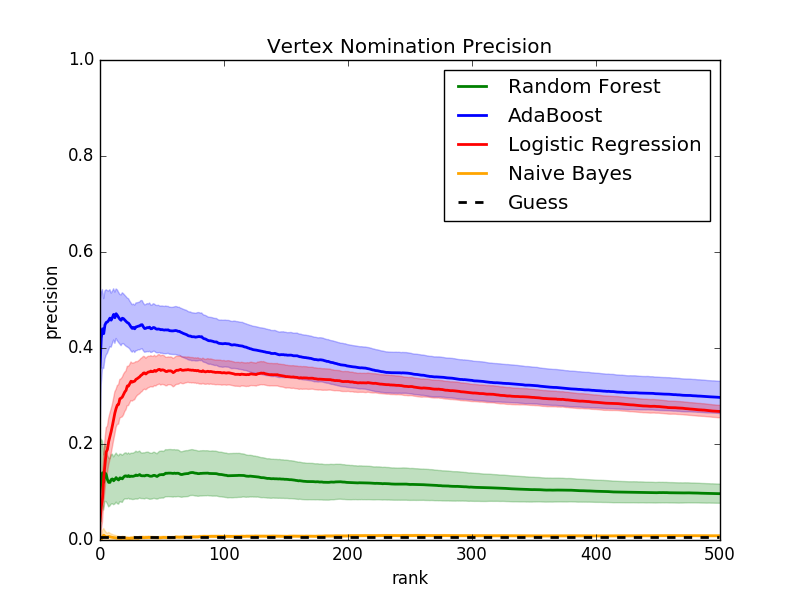 Vertex Nomination Precision
1.0
0.8
0.6
0.4
0.2
0.0
precision
Random Forest
AdaBoost
Logistic Regression
Naive Bayes
Guess
0 100 200 300 400 500
rank